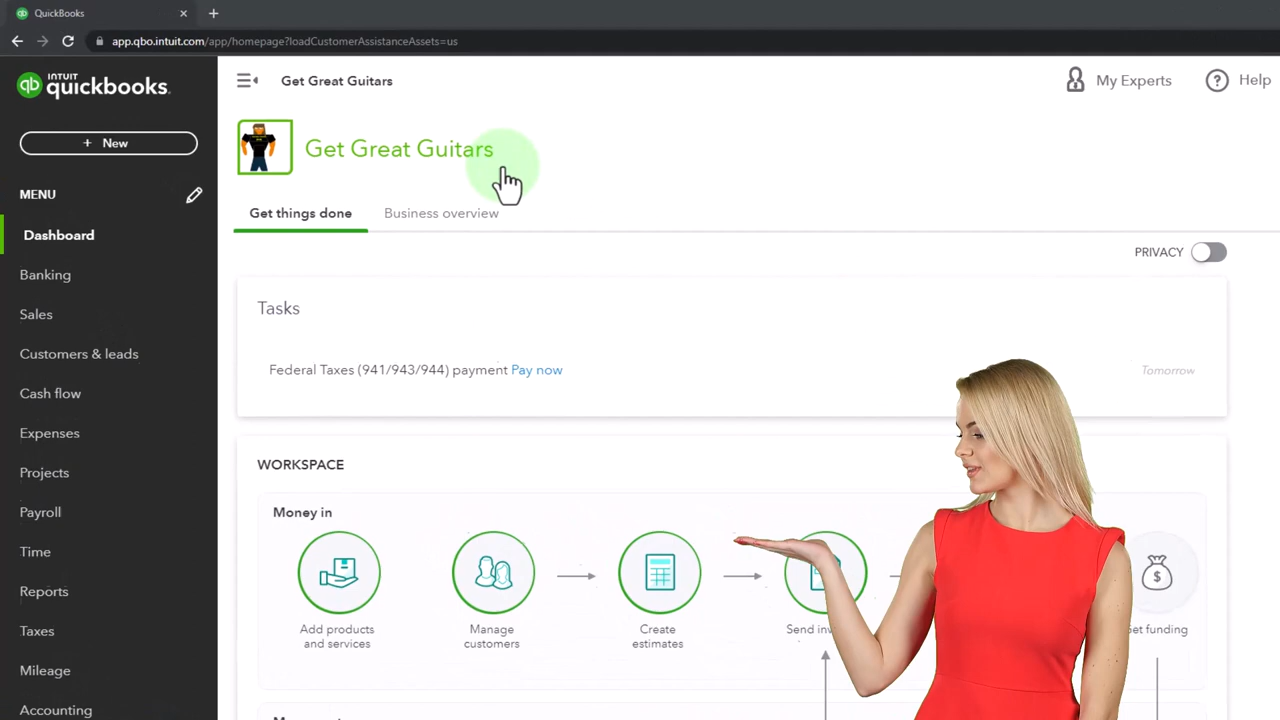 QuickBooks
app.qbo.intuit.com/app/homepage?loadCustomerAssistanceAssets=us
INTUIT
quickbooks.
Get Great Guitars
My Experts
Help
+ New
Get Great Guitars
MENU
Get things done
Business overview
Dashboard
PRIVACY
Banking
Tasks
Sales
Customers & leads
Federal Taxes (941/943/944) payment Pay now
Tomorrow
Cash flow
Expenses
WORKSPACE
Projects
Money in
Payroll
Time
Reports
Add products
and services
Manage
customers
Create
estimates
Send
funding
Taxes
Mileage
Accounting